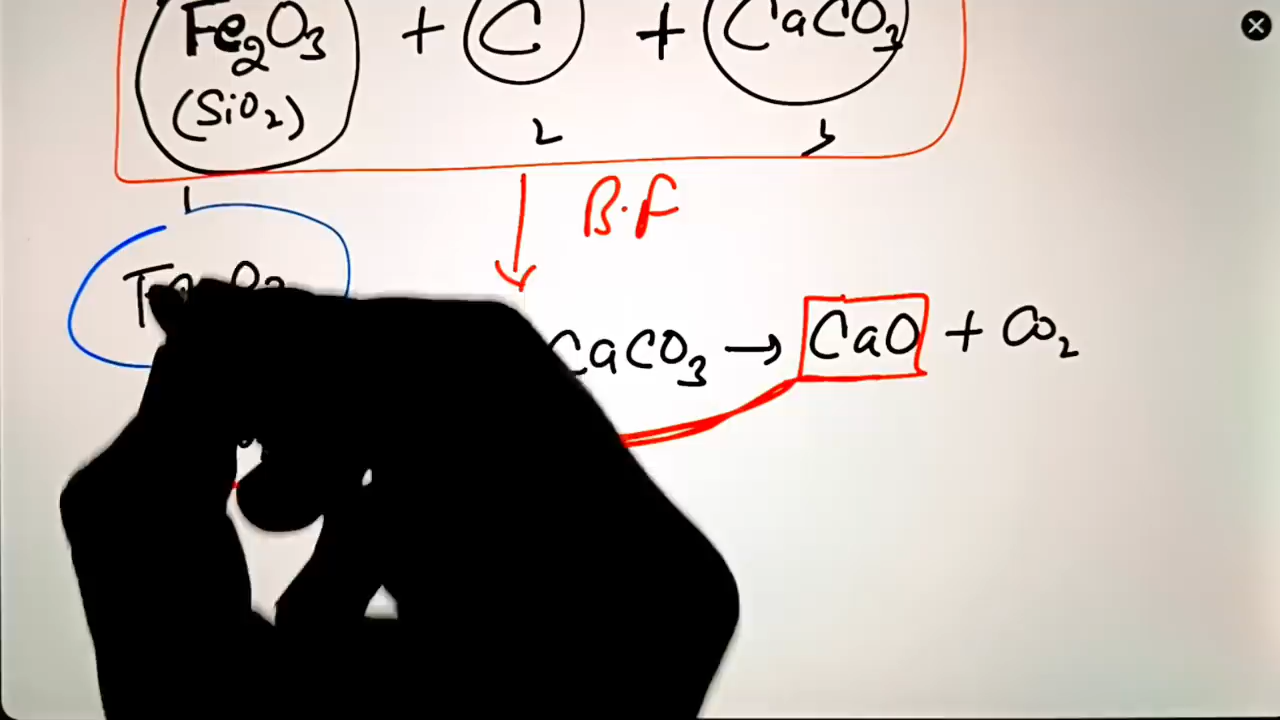 Fe₂O₃ + C + CaCO₃
(SiO₂)
1 2 3
B.F
CaCO₃ → CaO + CO₂